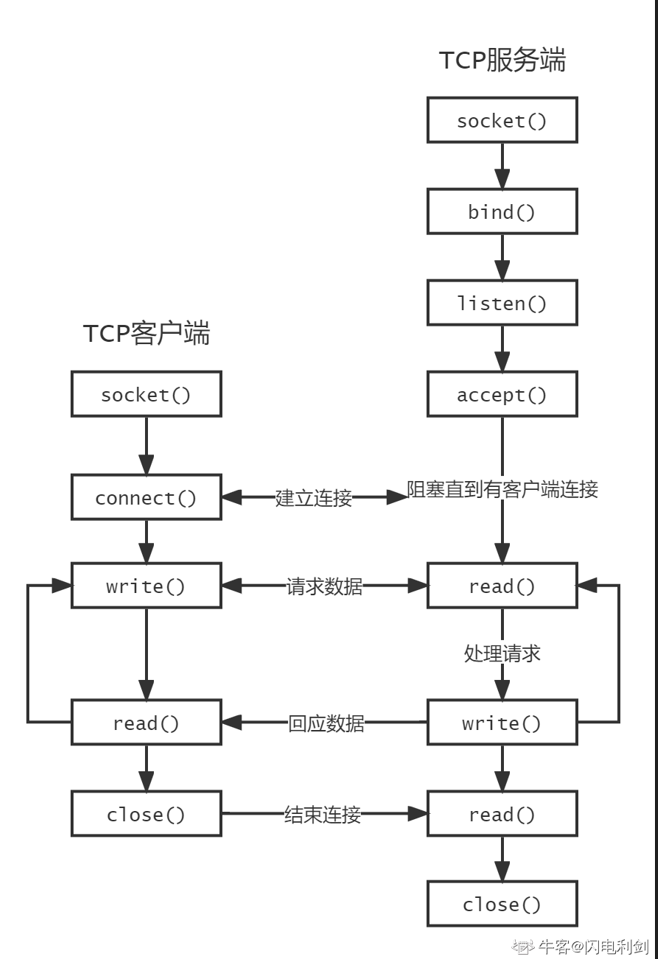 TCP服务端
socket()
bind()
listen()
TCP客户端
socket()
accept()
connect()
建立连接
阻塞直到有客户端连接
write()
请求数据
read()
处理请求
read()
回应数据
write()
close()
结束连接
read()
close()
牛客@闪电利剑